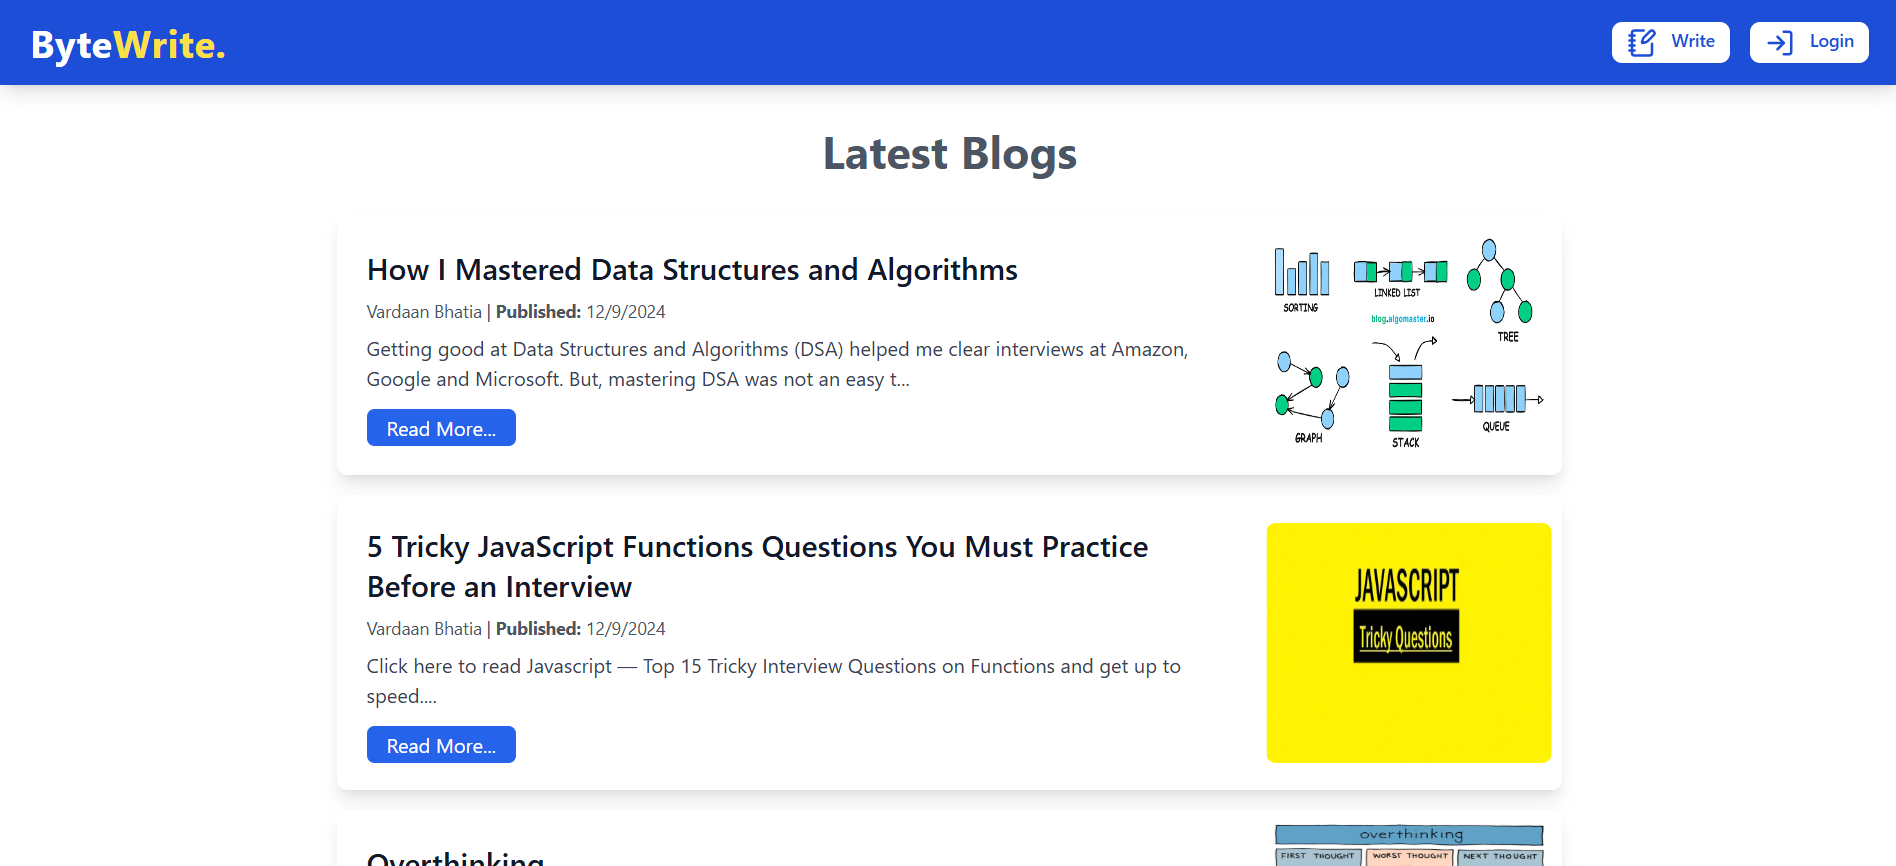 ByteWrite.
Write
Login
Latest Blogs
How I Mastered Data Structures and Algorithms
Vardaan Bhatia | Published: 12/9/2024
Getting good at Data Structures and Algorithms (DSA) helped me clear interviews at Amazon,
Google and Microsoft. But, mastering DSA was not an easy t...
Read More...
SORTING
LINKED LIST
blog.algomaster.io
TREE
GRAPH
STACK
QUEUE
5 Tricky JavaScript Functions Questions You Must Practice
Before an Interview
Vardaan Bhatia | Published: 12/9/2024
Click here to read Javascript — Top 15 Tricky Interview Questions on Functions and get up to
speed....
Read More...
JAVASCRIPT
Tricky Questions
Overthinking
overthinking
FIRST THOUGHT
WORST THOUGHT
NEXT THOUGHT